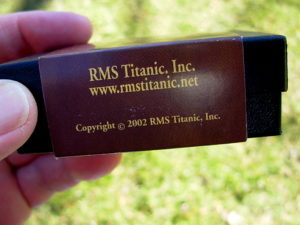 RMS Titanic, Inc.
www.rmstitanic.net
Copyright © 2002 RMS Titanic, Inc.